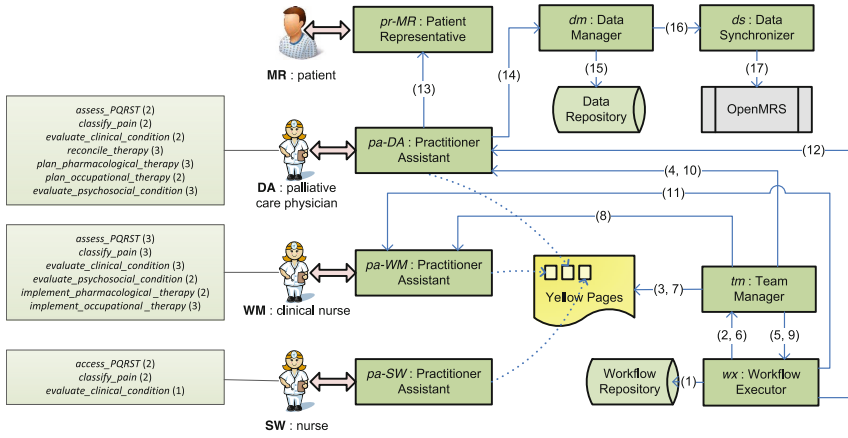 pr-MR : Patient
Representative
MR : patient
dm : Data
Manager
(16)
ds : Data
Synchronizer
(13)
(14)
(15)
(17)
Data
Repository
OpenMRS
assess_PQRST (2)
classify_pain (2)
evaluate_clinical_condition (2)
reconcile_therapy (3)
plan_pharmacological_therapy (3)
plan_occupational_therapy (2)
evaluate_psychosocial_condition (3)
DA : palliative
care physician
pa-DA : Practitioner
Assistant
(12)
(4, 10)
(11)
(8)
assess_PQRST (3)
classify_pain (3)
evaluate_clinical_condition (3)
evaluate_psychosocial_condition (2)
implement_pharmacological _therapy (2)
implement_occupational _therapy (3)
WM : clinical nurse
pa-WM : Practitioner
Assistant
Yellow Pages
(3, 7)
tm : Team
Manager
(2, 6)
(5, 9)
access_PQRST (2)
classify_pain (2)
evaluate_clinical_condition (1)
SW : nurse
pa-SW : Practitioner
Assistant
Workflow
Repository
(1)
wx : Workflow
Executor